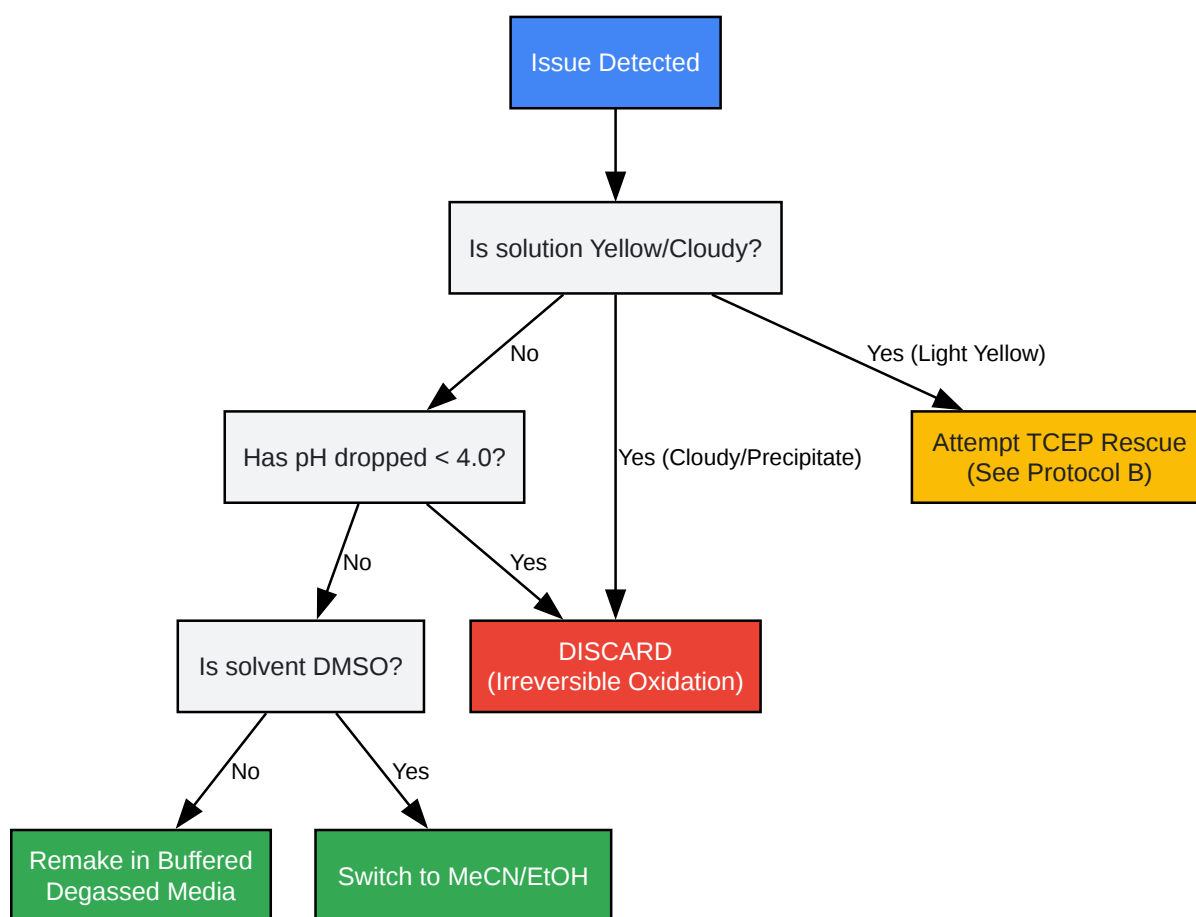 Issue Detected
Is solution Yellow/Cloudy?
No
Yes (Light Yellow)
Has pH dropped < 4.0?
Yes (Cloudy/Precipitate)
Attempt TCEP Rescue
(See Protocol B)
No
Yes
Is solvent DMSO?
DISCARD
(Irreversible Oxidation)
No
Yes
Remake in Buffered
Degassed Media
Switch to MeCN/EtOH